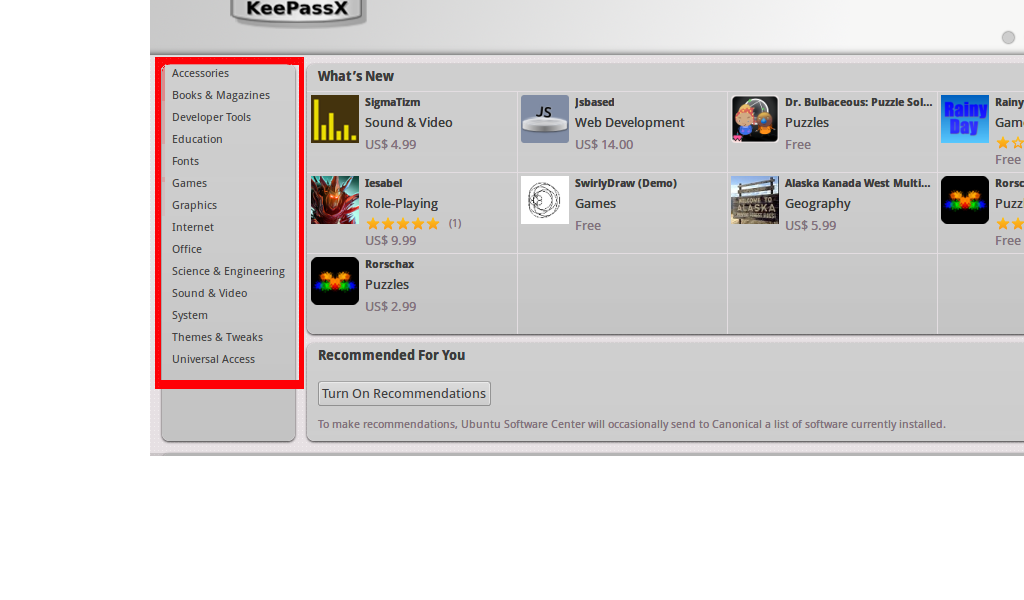 KeePassX
Accessories
Books & Magazines
Developer Tools
Education
Fonts
Games
Graphics
Internet
Office
Science & Engineering
Sound & Video
System
Themes & Tweaks
Universal Access
What's New
SigmaTizm
Sound & Video
US$ 4.99
Jsbased
Web Development
US$ 14.00
JS
Dr. Bulbaceous: Puzzle Sol...
Puzzles
Free
Rainy Day
Rainy
Gam
Free
Iesabel
Role-Playing
(1)
US$ 9.99
SwirlyDraw (Demo)
Games
Free
WELCOME TO
ALASKA
Alaska Kanada West Multi...
Geography
US$ 5.99
Rorsc
Puzz
Free
Rorschax
Puzzles
US$ 2.99
Recommended For You
Turn On Recommendations
To make recommendations, Ubuntu Software Center will occasionally send to Canonical a list of software currently installed.